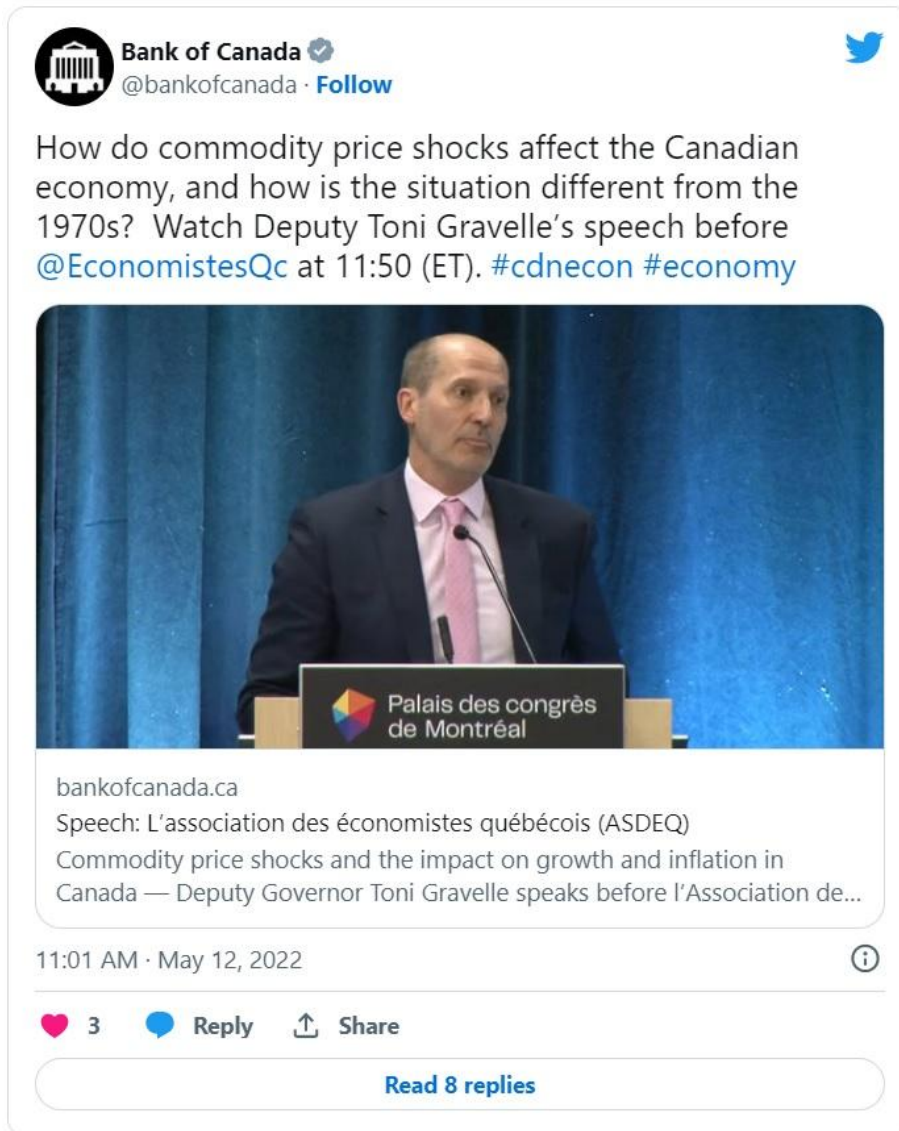 Bank of Canada
@bankofcanada · Follow
How do commodity price shocks affect the Canadian
economy, and how is the situation different from the
1970s?  Watch Deputy Toni Gravelle’s speech before
@EconomistesQc at 11:50 (ET). #cdnecon #economy
Palais des congrès
de Montréal
bankofcanada.ca
Speech: L’association des économistes québécois (ASDEQ)
Commodity price shocks and the impact on growth and inflation in
Canada — Deputy Governor Toni Gravelle speaks before l’Association de...
11:01 AM · May 12, 2022
3 Reply Share
Read 8 replies